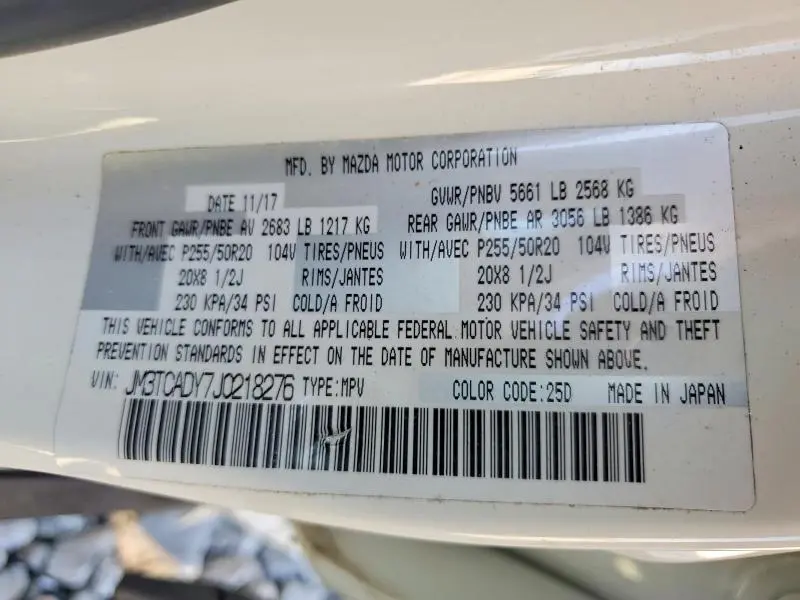 MFD. BY MAZDA MOTOR CORPORATION
DATE 11/17 GVWR/PNBV 5661 LB 2568 KG
FRONT GAWR/PNBE AV 2683 LB 1217 KG REAR GAWR/PNBE AR 3056 LB 1386 KG
WITH/AVEC P255/50R20 104V TIRES/PNEUS WITH/AVEC P255/50R20 104V TIRES/PNEUS
20X8 1/2J RIMS/JANTES 20X8 1/2J RIMS/JANTES
230 KPA/34 PSI COLD/A FROID 230 KPA/34 PSI COLD/A FROID
THIS VEHICLE CONFORMS TO ALL APPLICABLE FEDERAL MOTOR VEHICLE SAFETY AND THEFT
PREVENTION STANDARDS IN EFFECT ON THE DATE OF MANUFACTURE SHOWN ABOVE.
VIN: JM3TCADY7J0218276 TYPE:MPV COLOR CODE:25D MADE IN JAPAN